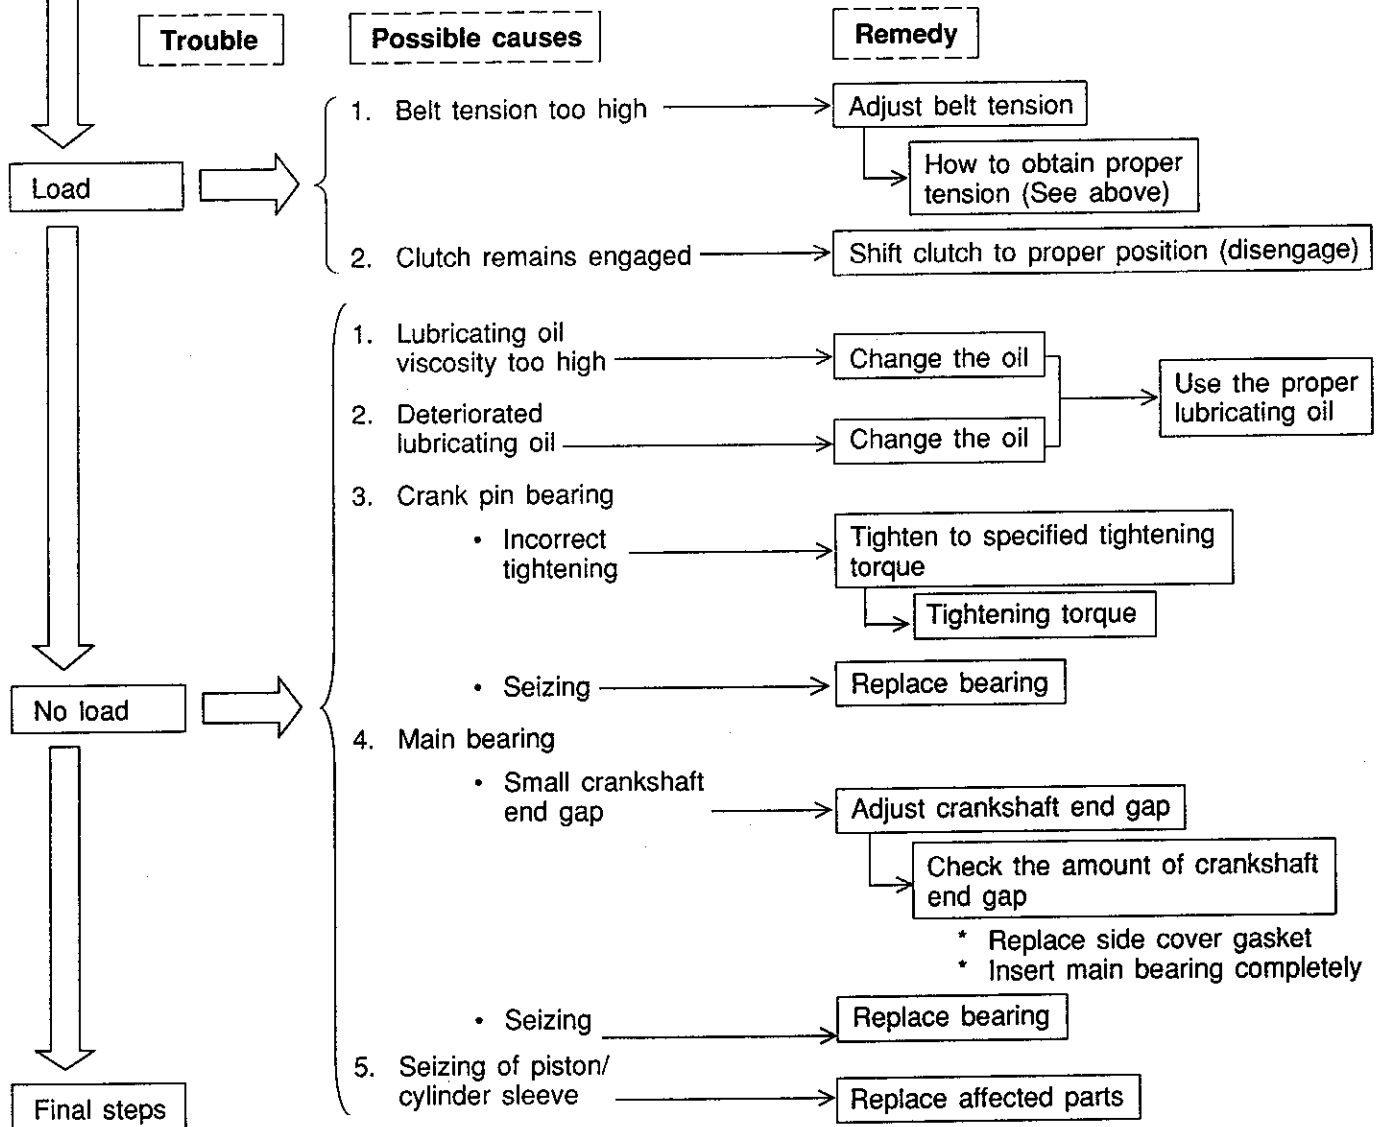 Trouble
Possible causes
Remedy
Load
1. Belt tension too high
Adjust belt tension
How to obtain proper
tension (See above)
2. Clutch remains engaged
Shift clutch to proper position (disengage)
No load
1. Lubricating oil
viscosity too high
Change the oil
2. Deteriorated
lubricating oil
Change the oil
Use the proper
lubricating oil
3. Crank pin bearing
• Incorrect
tightening
Tighten to specified tightening
torque
Tightening torque
• Seizing
Replace bearing
4. Main bearing
• Small crankshaft
end gap
Adjust crankshaft end gap
Check the amount of crankshaft
end gap
* Replace side cover gasket
* Insert main bearing completely
• Seizing
Replace bearing
5. Seizing of piston/
cylinder sleeve
Replace affected parts
Final steps